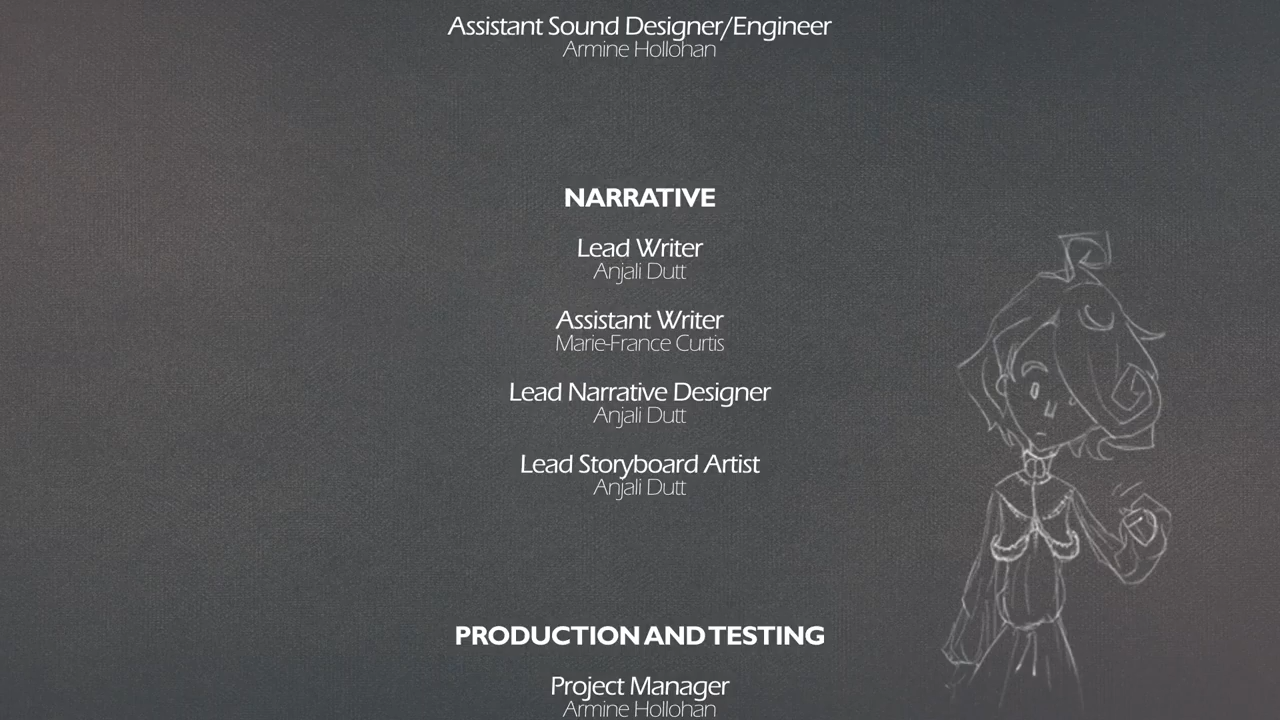 Assistant Sound Designer/Engineer
Armine Hollohan
NARRATIVE
Lead Writer
Anjali Dutt
Assistant Writer
Marie-France Curtis
Lead Narrative Designer
Anjali Dutt
Lead Storyboard Artist
Anjali Dutt
PRODUCTION AND TESTING
Project Manager
Armine Hollohan